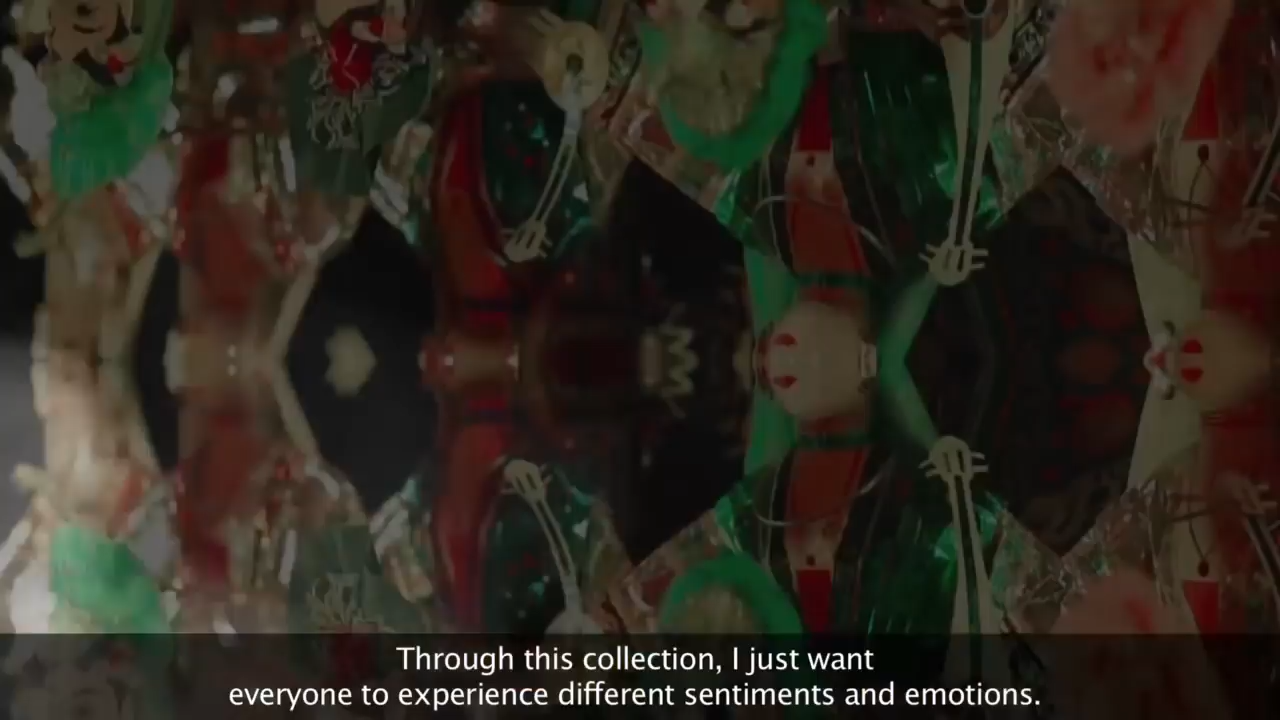 Through this collection, I just want
everyone to experience different sentiments and emotions.